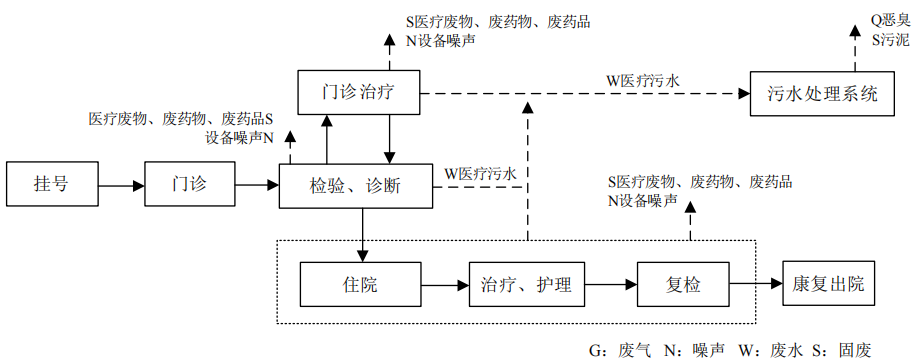 S医疗废物、废药物、废药品
N设备噪声
Q恶臭
S污泥
门诊治疗
W医疗污水
污水处理系统
医疗废物、废药物、废药品S
设备噪声N
挂号
门诊
检验、诊断
W医疗污水
S医疗废物、废药物、废药品
N设备噪声
住院
治疗、护理
复检
康复出院
G：废气 N：噪声 W：废水 S：固废